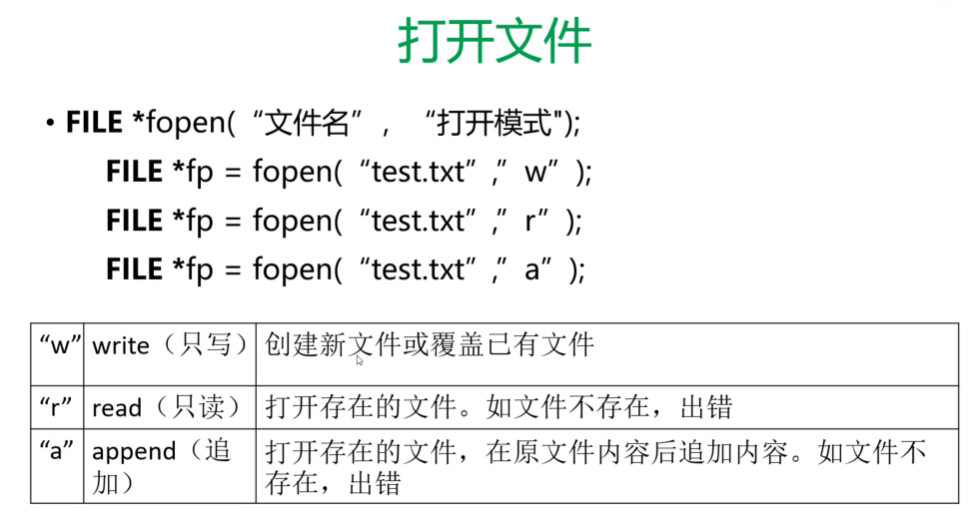 打开文件
• FILE *fopen(“文件名”, “打开模式");
FILE *fp = fopen(“test.txt”,”w”);
FILE *fp = fopen(“test.txt”,”r”);
FILE *fp = fopen(“test.txt”,”a”);
“w” write（只写） 创建新文件或覆盖已有文件
“r” read（只读） 打开存在的文件。如文件不存在，出错
“a” append（追 打开存在的文件，在原文件内容后追加内容。如文件不
加） 存在，出错